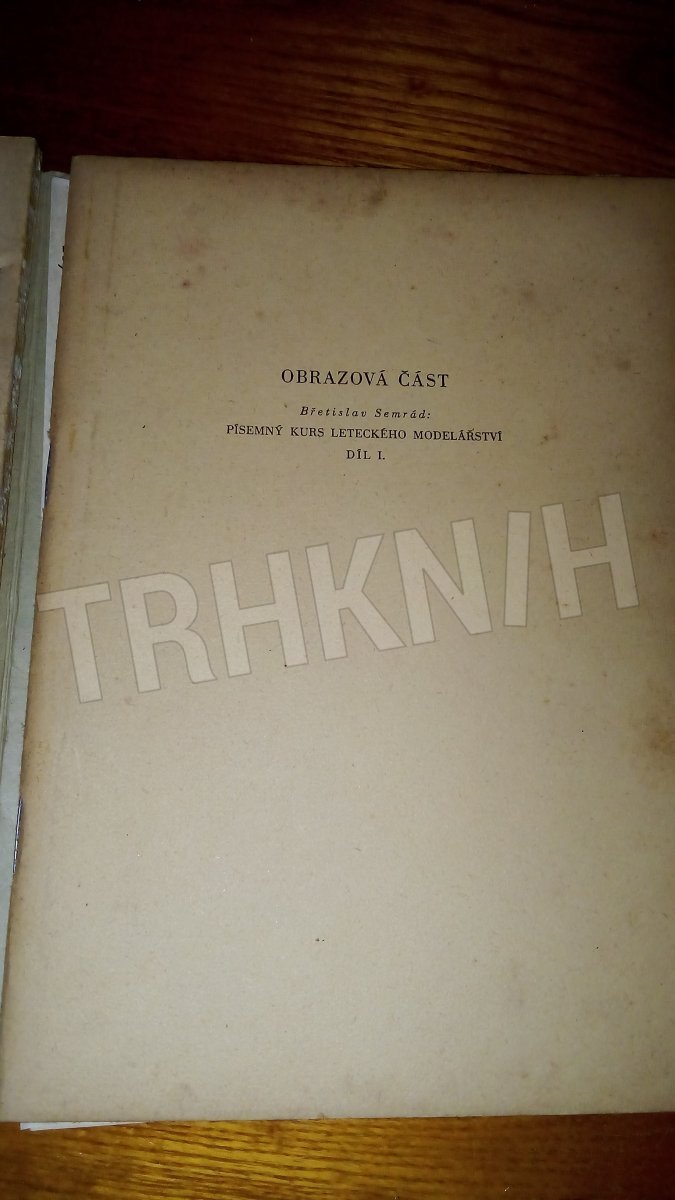 OBRAZOVÁ ČÁST
Břetislav Semrád:
PÍSEMNÝ KURS LETECKÉHO MODELÁŘSTVÍ
DÍL I.
TRHKNIH